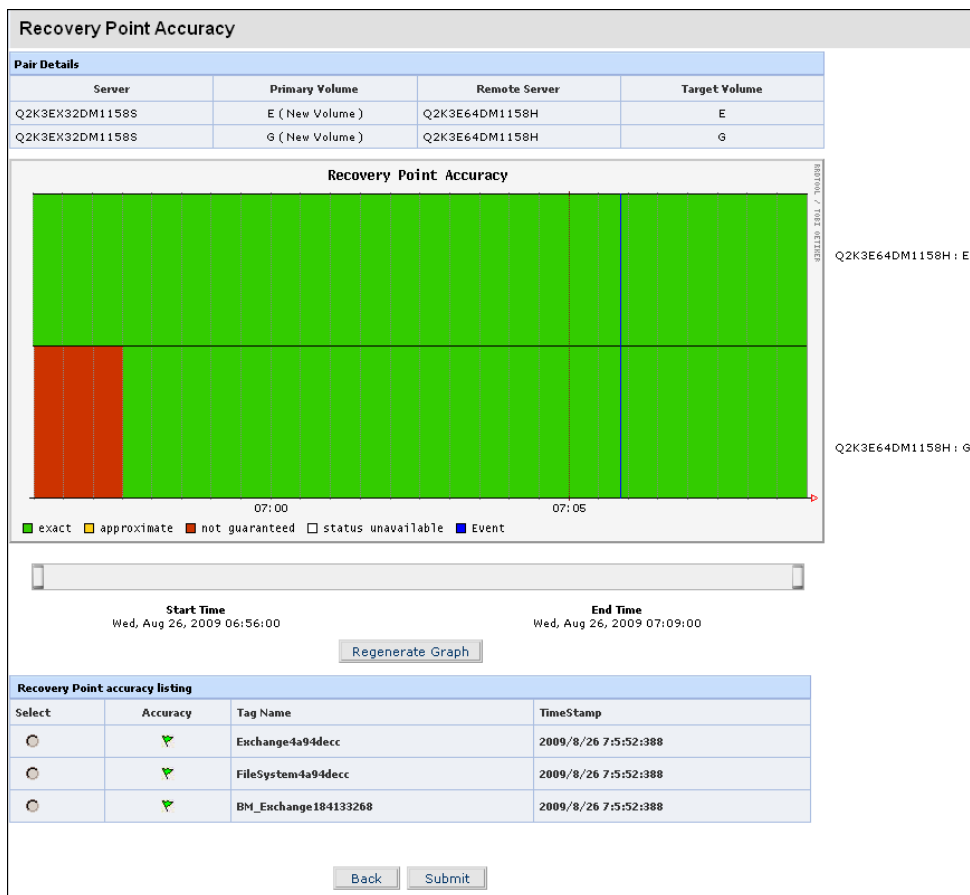 Recovery Point Accuracy
Pair Details
Server Primary Volume Remote Server Target Volume
Q2K3EX32DM1158S E ( New Volume ) Q2K3E64DM1158H E
Q2K3EX32DM1158S G ( New Volume ) Q2K3E64DM1158H G
Recovery Point Accuracy
RRDTOOL / TOBI OETIKER
Q2K3E64DM1158H : E
Q2K3E64DM1158H : G
07:00 07:05
exact approximate not guaranteed status unavailable Event
Start Time End Time
Wed, Aug 26, 2009 06:56:00 Wed, Aug 26, 2009 07:09:00
Regenerate Graph
Recovery Point accuracy listing
Select Accuracy Tag Name TimeStamp
Exchange4a94decc 2009/8/26 7:5:52:388
FileSystem4a94decc 2009/8/26 7:5:52:388
BM_Exchange184133268 2009/8/26 7:5:52:388
Back Submit